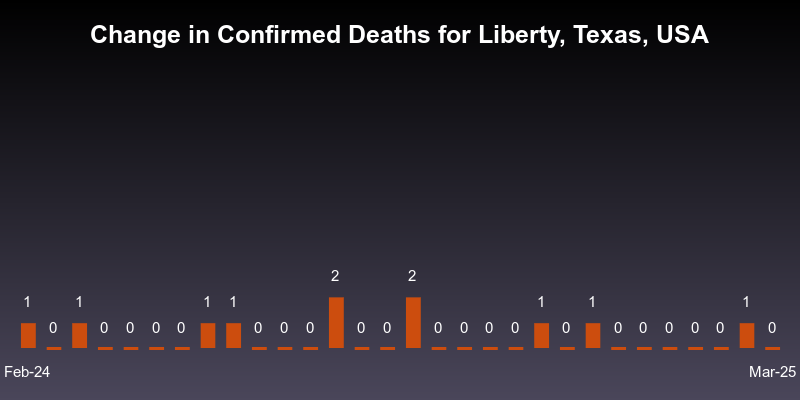 Change in Confirmed Deaths for Liberty, Texas, USA
1 0 1 0 0 0 0 1 1 0 0 0 2 0 0 2 0 0 0 0 1 0 1 0 0 0 0 0 1 0
Feb-24 Mar-25